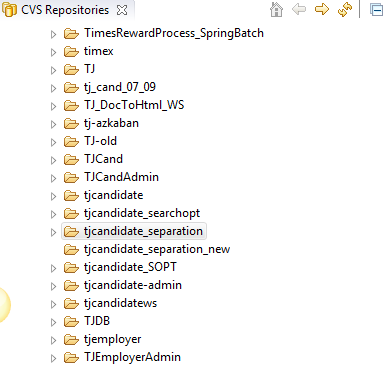 CVS Repositories
TimesRewardProcess_SpringBatch
timex
TJ
tj_cand_07_09
TJ_DocToHtml_WS
tj-azkaban
TJ-old
TJCand
TJCandAdmin
tjcandidate
tjcandidate_searchopt
tjcandidate_separation
tjcandidate_separation_new
tjcandidate_SOPT
tjcandidate-admin
tjcandidatews
TJDB
tjemployer
TJEmployerAdmin